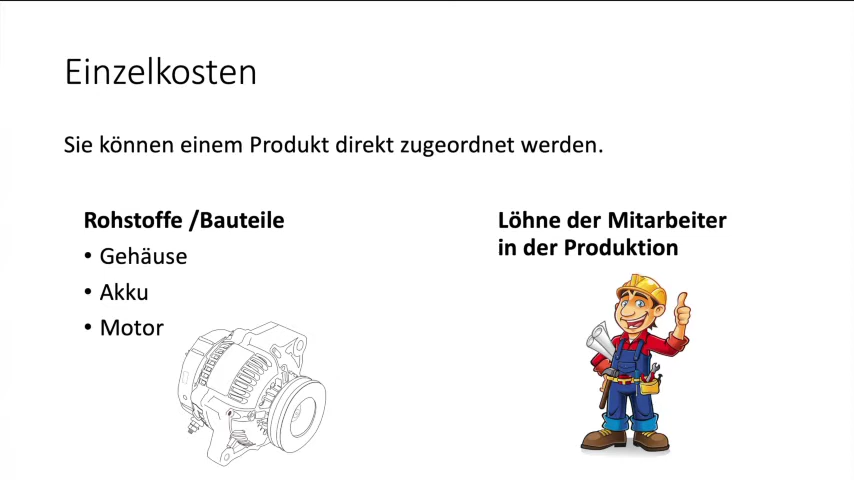 Einzelkosten
Sie können einem Produkt direkt zugeordnet werden.
Rohstoffe /Bauteile
• Gehäuse
• Akku
• Motor
Löhne der Mitarbeiter
in der Produktion